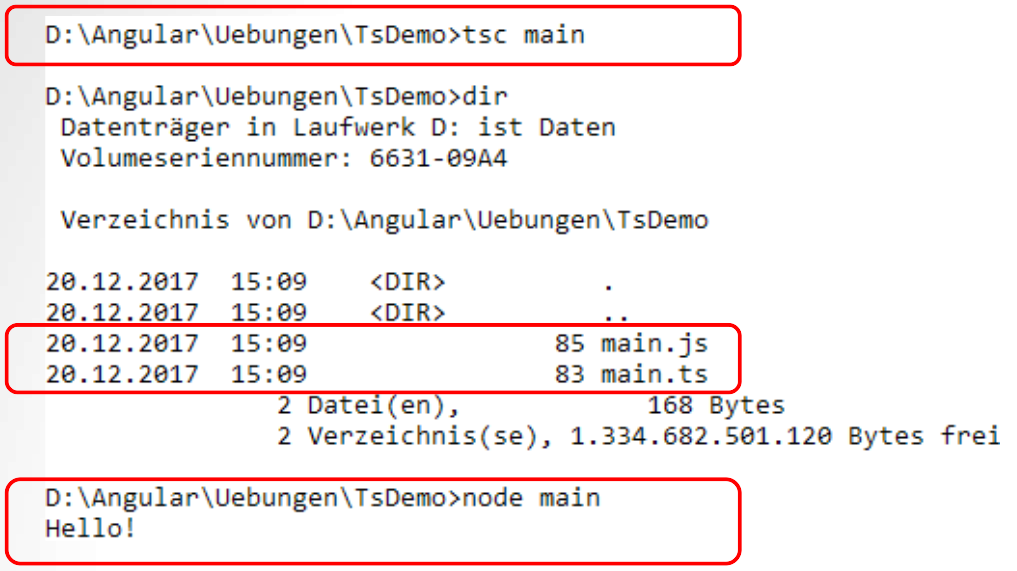 D:\Angular\Uebungen\TsDemo>tsc main
D:\Angular\Uebungen\TsDemo>dir
Datenträger in Laufwerk D: ist Daten
Volumeseriennummer: 6631-09A4
Verzeichnis von D:\Angular\Uebungen\TsDemo
20.12.2017  15:09    <DIR>          .
20.12.2017  15:09    <DIR>          ..
20.12.2017  15:09                85 main.js
20.12.2017  15:09                83 main.ts
2 Datei(en),            168 Bytes
2 Verzeichnis(se), 1.334.682.501.120 Bytes frei
D:\Angular\Uebungen\TsDemo>node main
Hello!